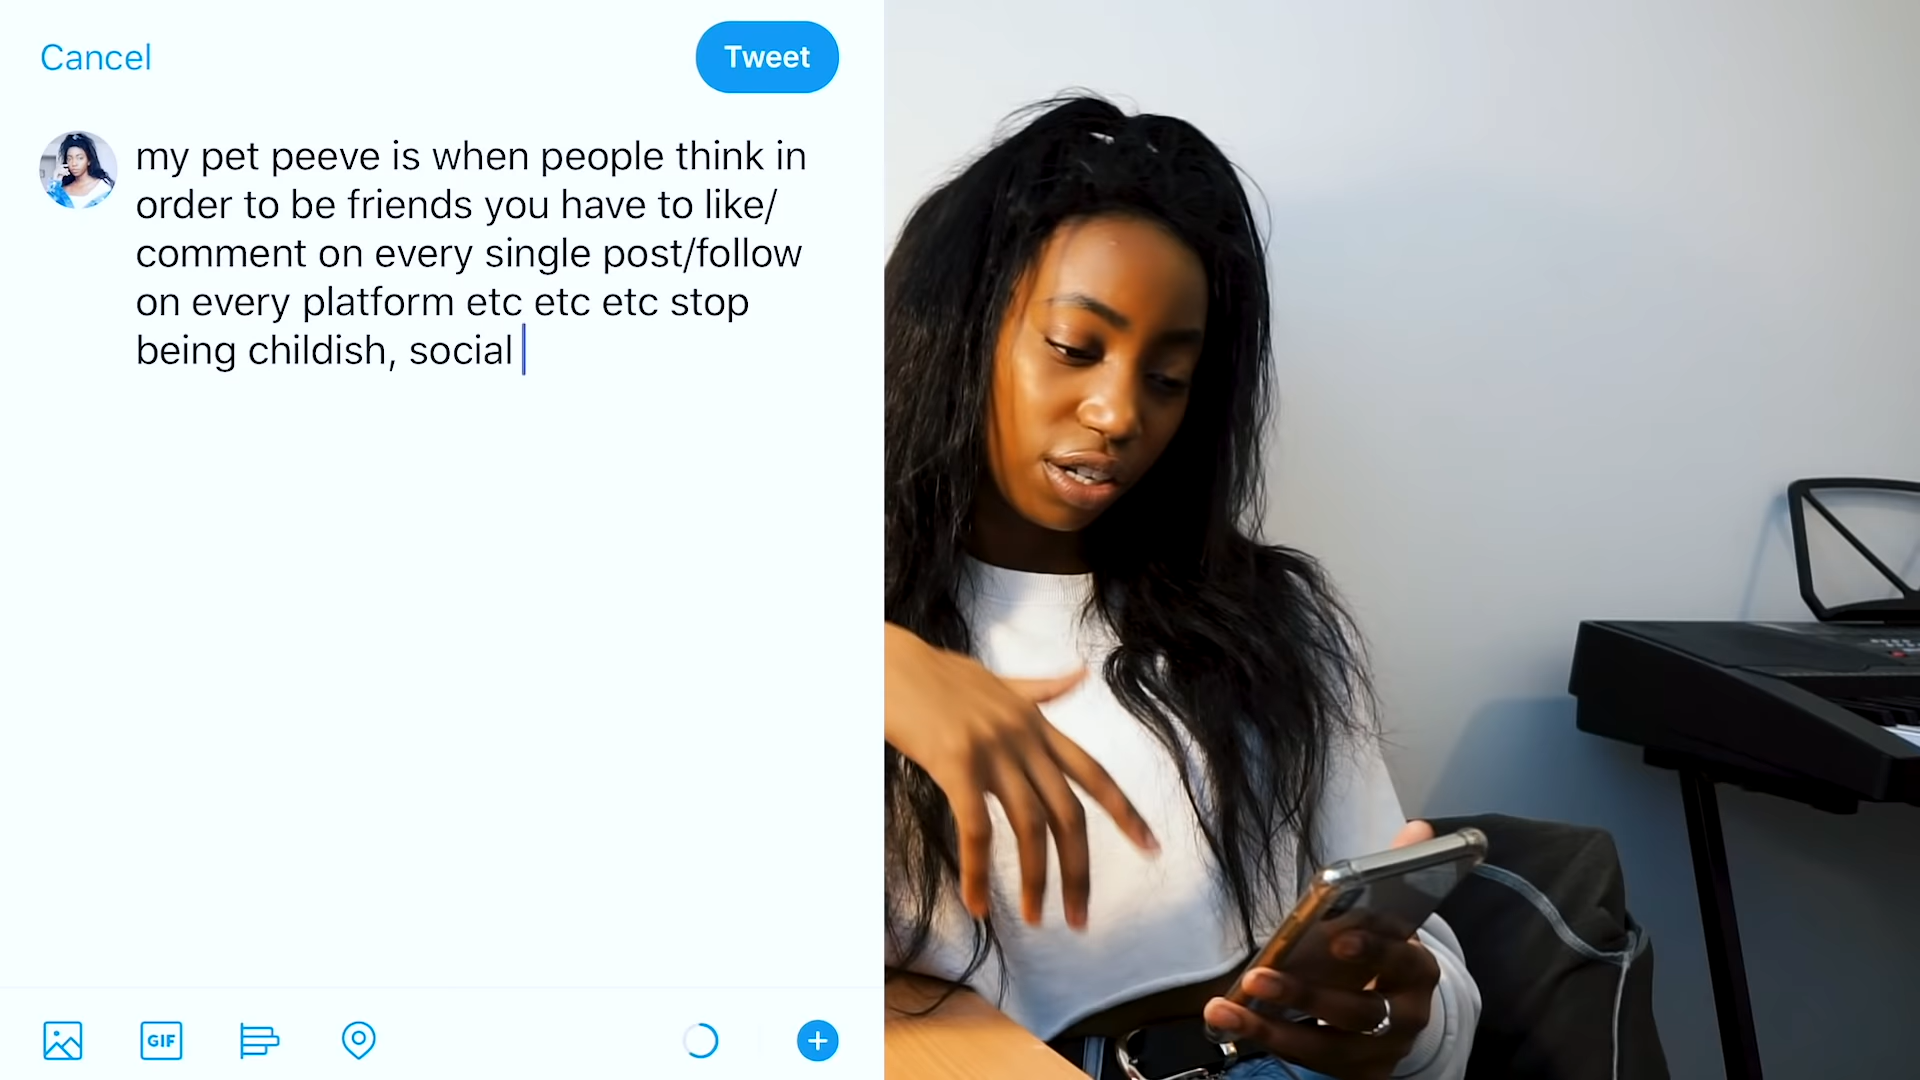 Cancel
Tweet
my pet peeve is when people think in
order to be friends you have to like/
comment on every single post/follow
on every platform etc etc etc stop
being childish, social
GIF